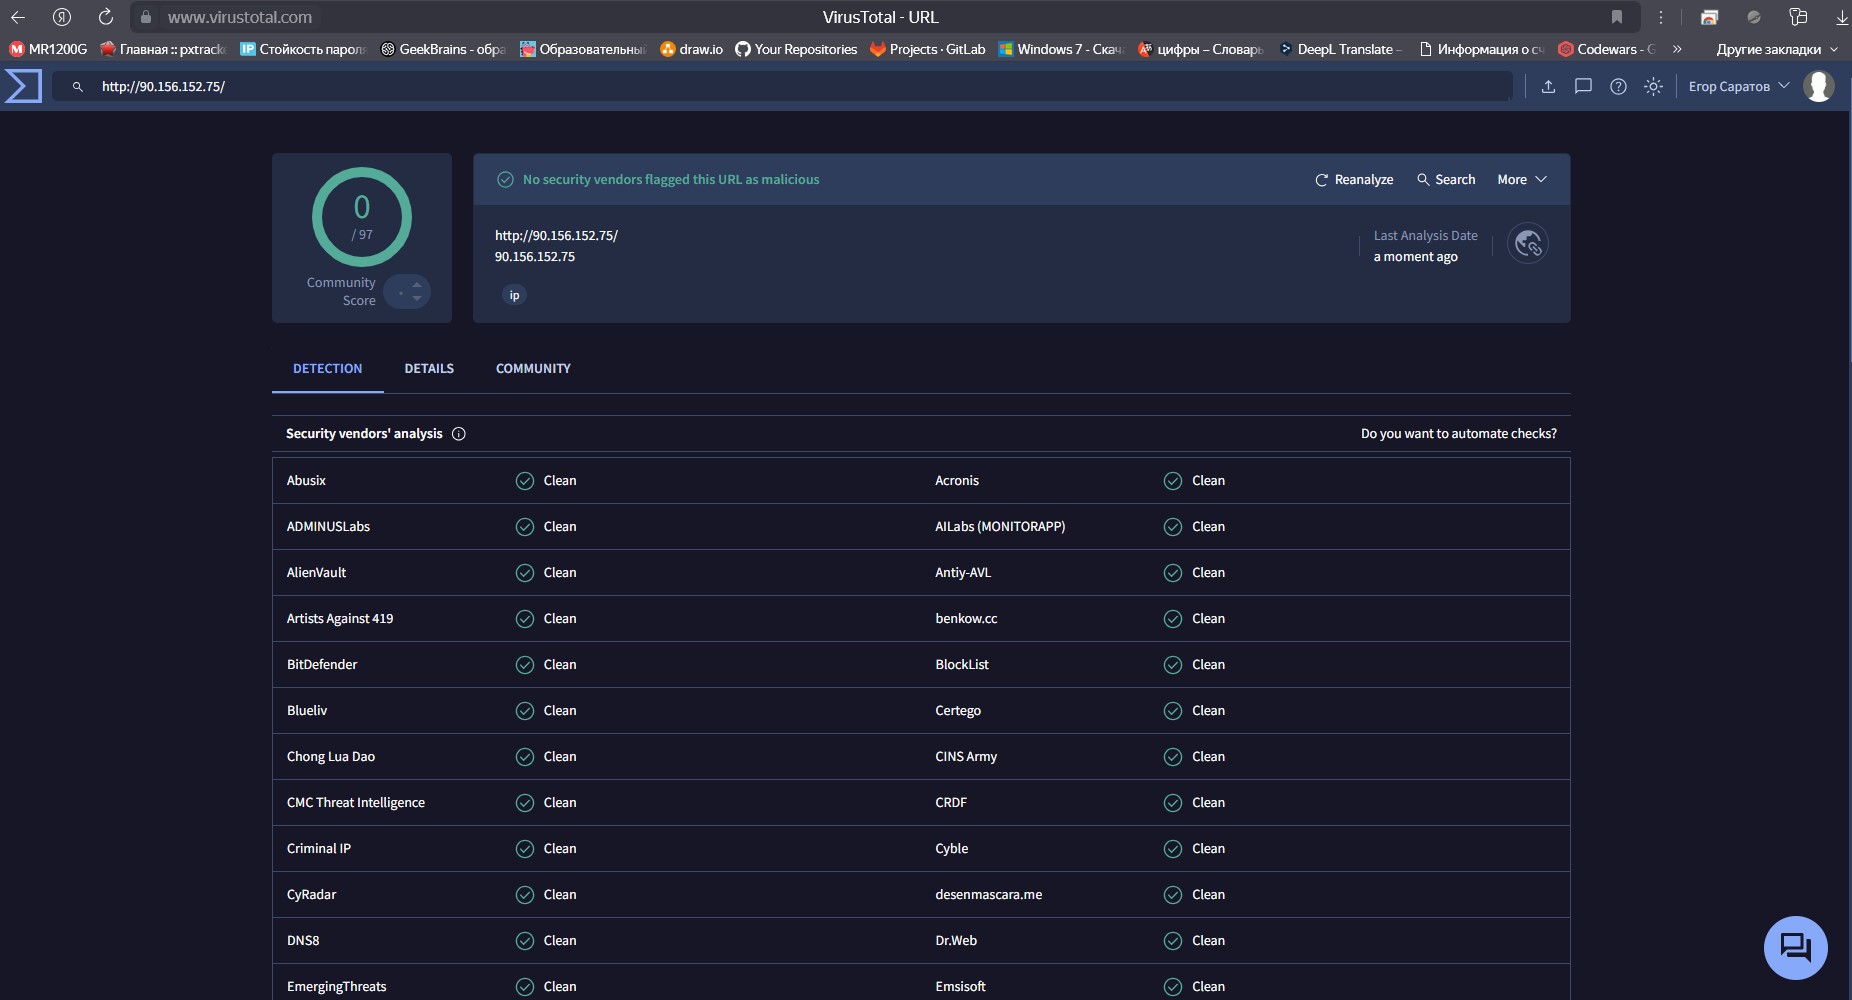 www.virustotal.com
VirusTotal - URL
MR1200G
Главная :: pxtrack
IP Стойкость пароля
GeekBrains - обра
Образовательный
draw.io
Your Repositories
Projects · GitLab
Windows 7 - Скач
цифры – Словарь
DeepL Translate –
Информация о сч
Codewars - G
»
Другие закладки
http://90.156.152.75/
Егор Саратов
0
/ 97
Community
Score
No security vendors flagged this URL as malicious
Reanalyze
Search
More
http://90.156.152.75/
90.156.152.75
ip
Last Analysis Date
a moment ago
DETECTION
DETAILS
COMMUNITY
Security vendors' analysis
Do you want to automate checks?
Abusix Clean Acronis Clean
ADMINUSLabs Clean AILabs (MONITORAPP) Clean
AlienVault Clean Antiy-AVL Clean
Artists Against 419 Clean benkow.cc Clean
BitDefender Clean BlockList Clean
Blueliv Clean Certego Clean
Chong Lua Dao Clean CINS Army Clean
CMC Threat Intelligence Clean CRDF Clean
Criminal IP Clean Cyble Clean
CyRadar Clean desenmascara.me Clean
DNS8 Clean Dr.Web Clean
EmergingThreats Clean Emsisoft Clean